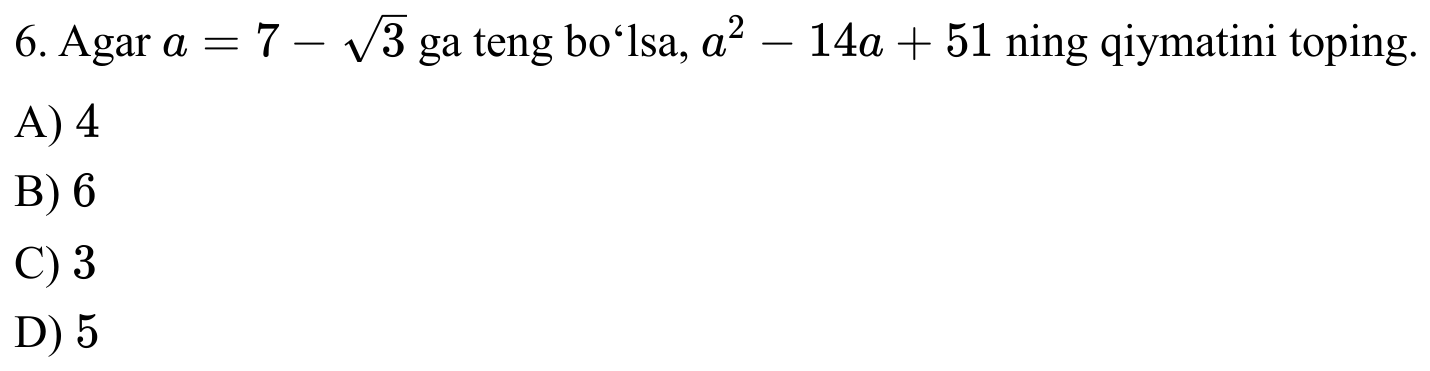 6. Agar a = 7 − √3 ga teng bo‘lsa, a² − 14a + 51 ning qiymatini toping.
A) 4
B) 6
C) 3
D) 5